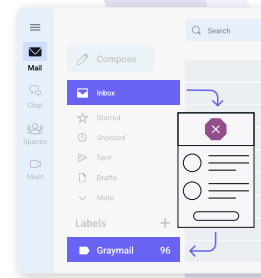 Search
Mail
Compose
Inbox
Chat
Starred
Spaces
Snoozed
Sent
Meet
Drafts
More
Labels
Graymail 96